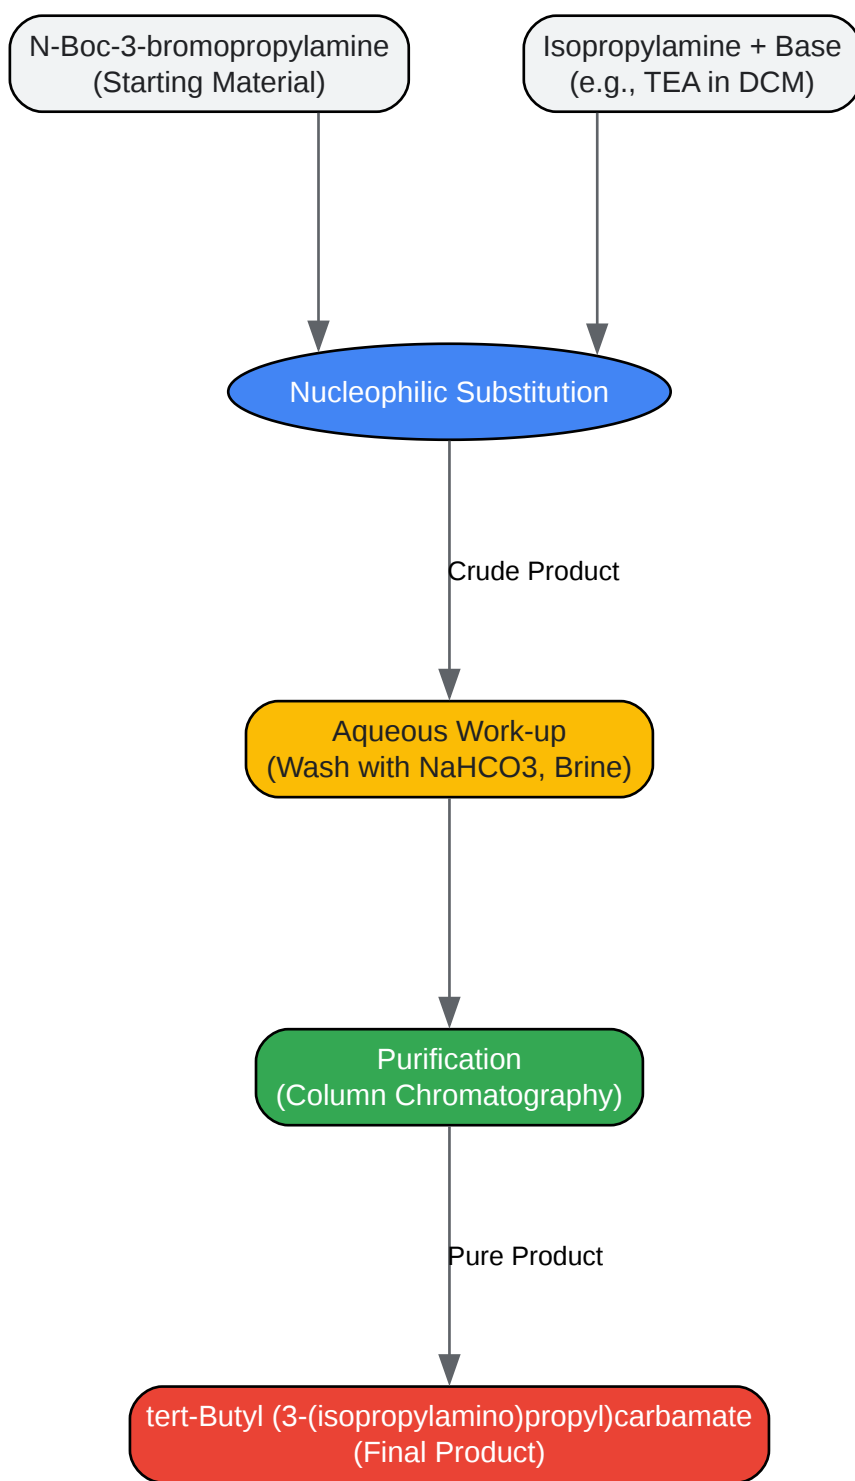 N-Boc-3-bromopropylamine
(Starting Material)
Isopropylamine + Base
(e.g., TEA in DCM)
Nucleophilic Substitution
Crude Product
Aqueous Work-up
(Wash with NaHCO3, Brine)
Purification
(Column Chromatography)
Pure Product
tert-Butyl (3-(isopropylamino)propyl)carbamate
(Final Product)